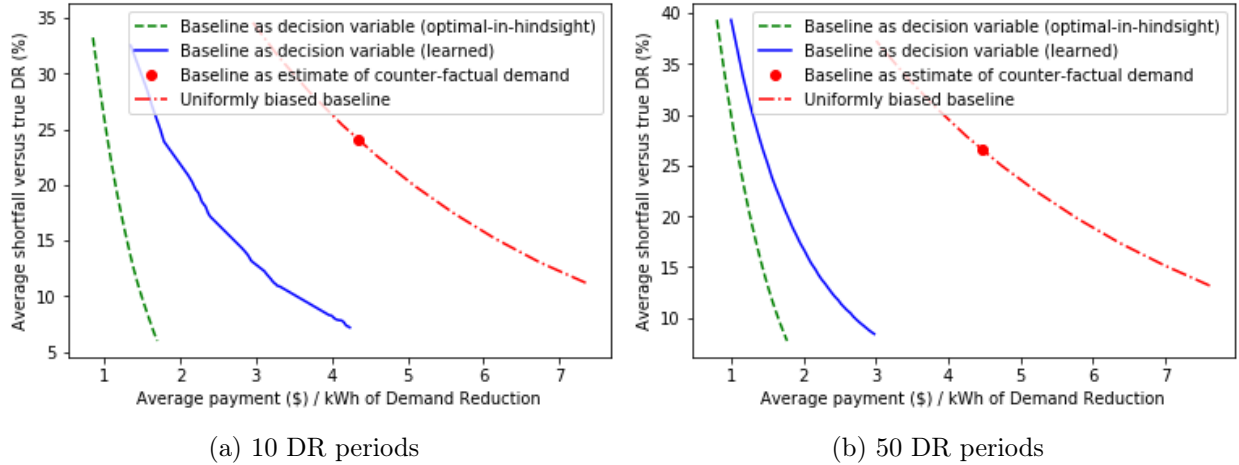 Baseline as decision variable (optimal-in-hindsight)
Baseline as decision variable (learned)
Baseline as estimate of counter-factual demand
Uniformly biased baseline
Average shortfall versus true DR (%)
35
30
25
20
15
10
5
1 2 3 4 5 6 7
Average payment ($) / kWh of Demand Reduction
(a) 10 DR periods
Baseline as decision variable (optimal-in-hindsight)
Baseline as decision variable (learned)
Baseline as estimate of counter-factual demand
Uniformly biased baseline
Average shortfall versus true DR (%)
40
35
30
25
20
15
10
1 2 3 4 5 6 7
Average payment ($) / kWh of Demand Reduction
(b) 50 DR periods